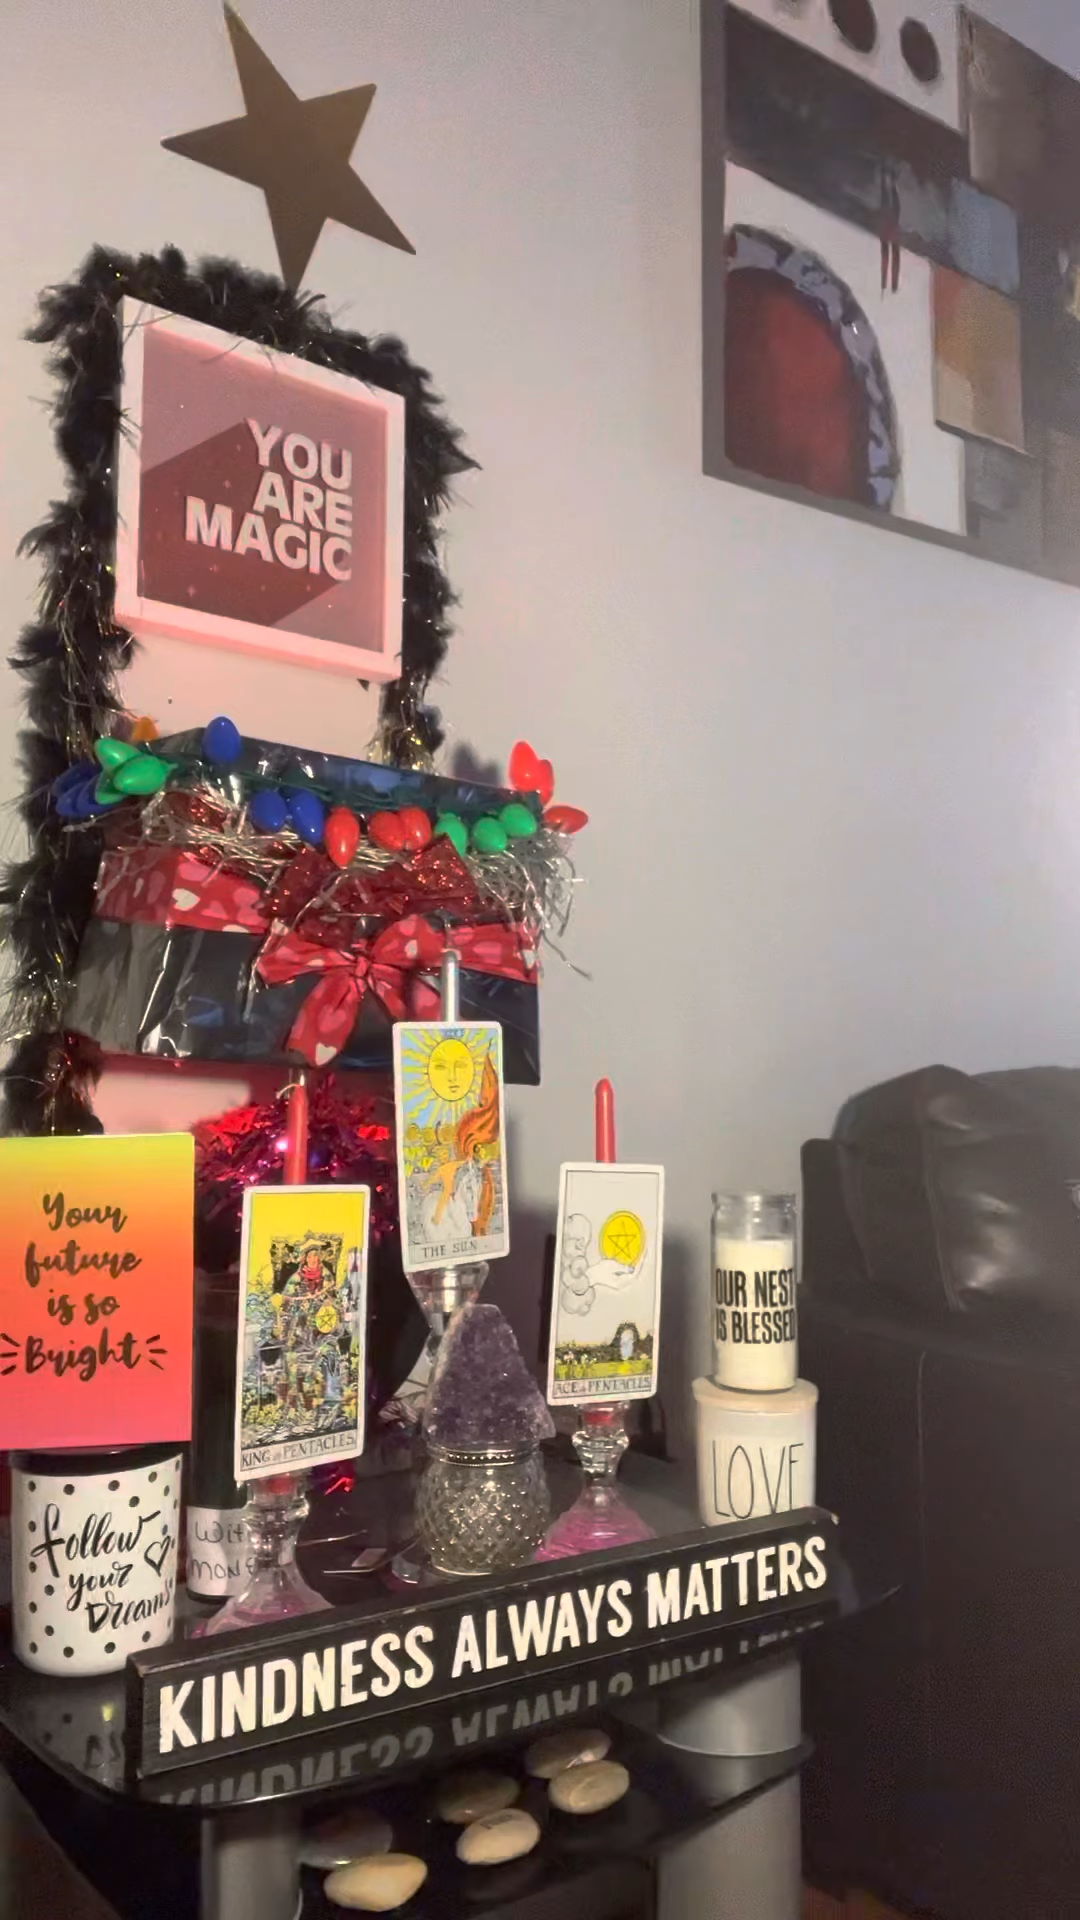 YOU
ARE
MAGIC
Your
future
is so
Bright
THE SUN.
KING of PENTACLES.
ACE of PENTACLES.
OUR NEST
IS BLESSED
LOVE
follow
your
Dreams
KINDNESS ALWAYS MATTERS